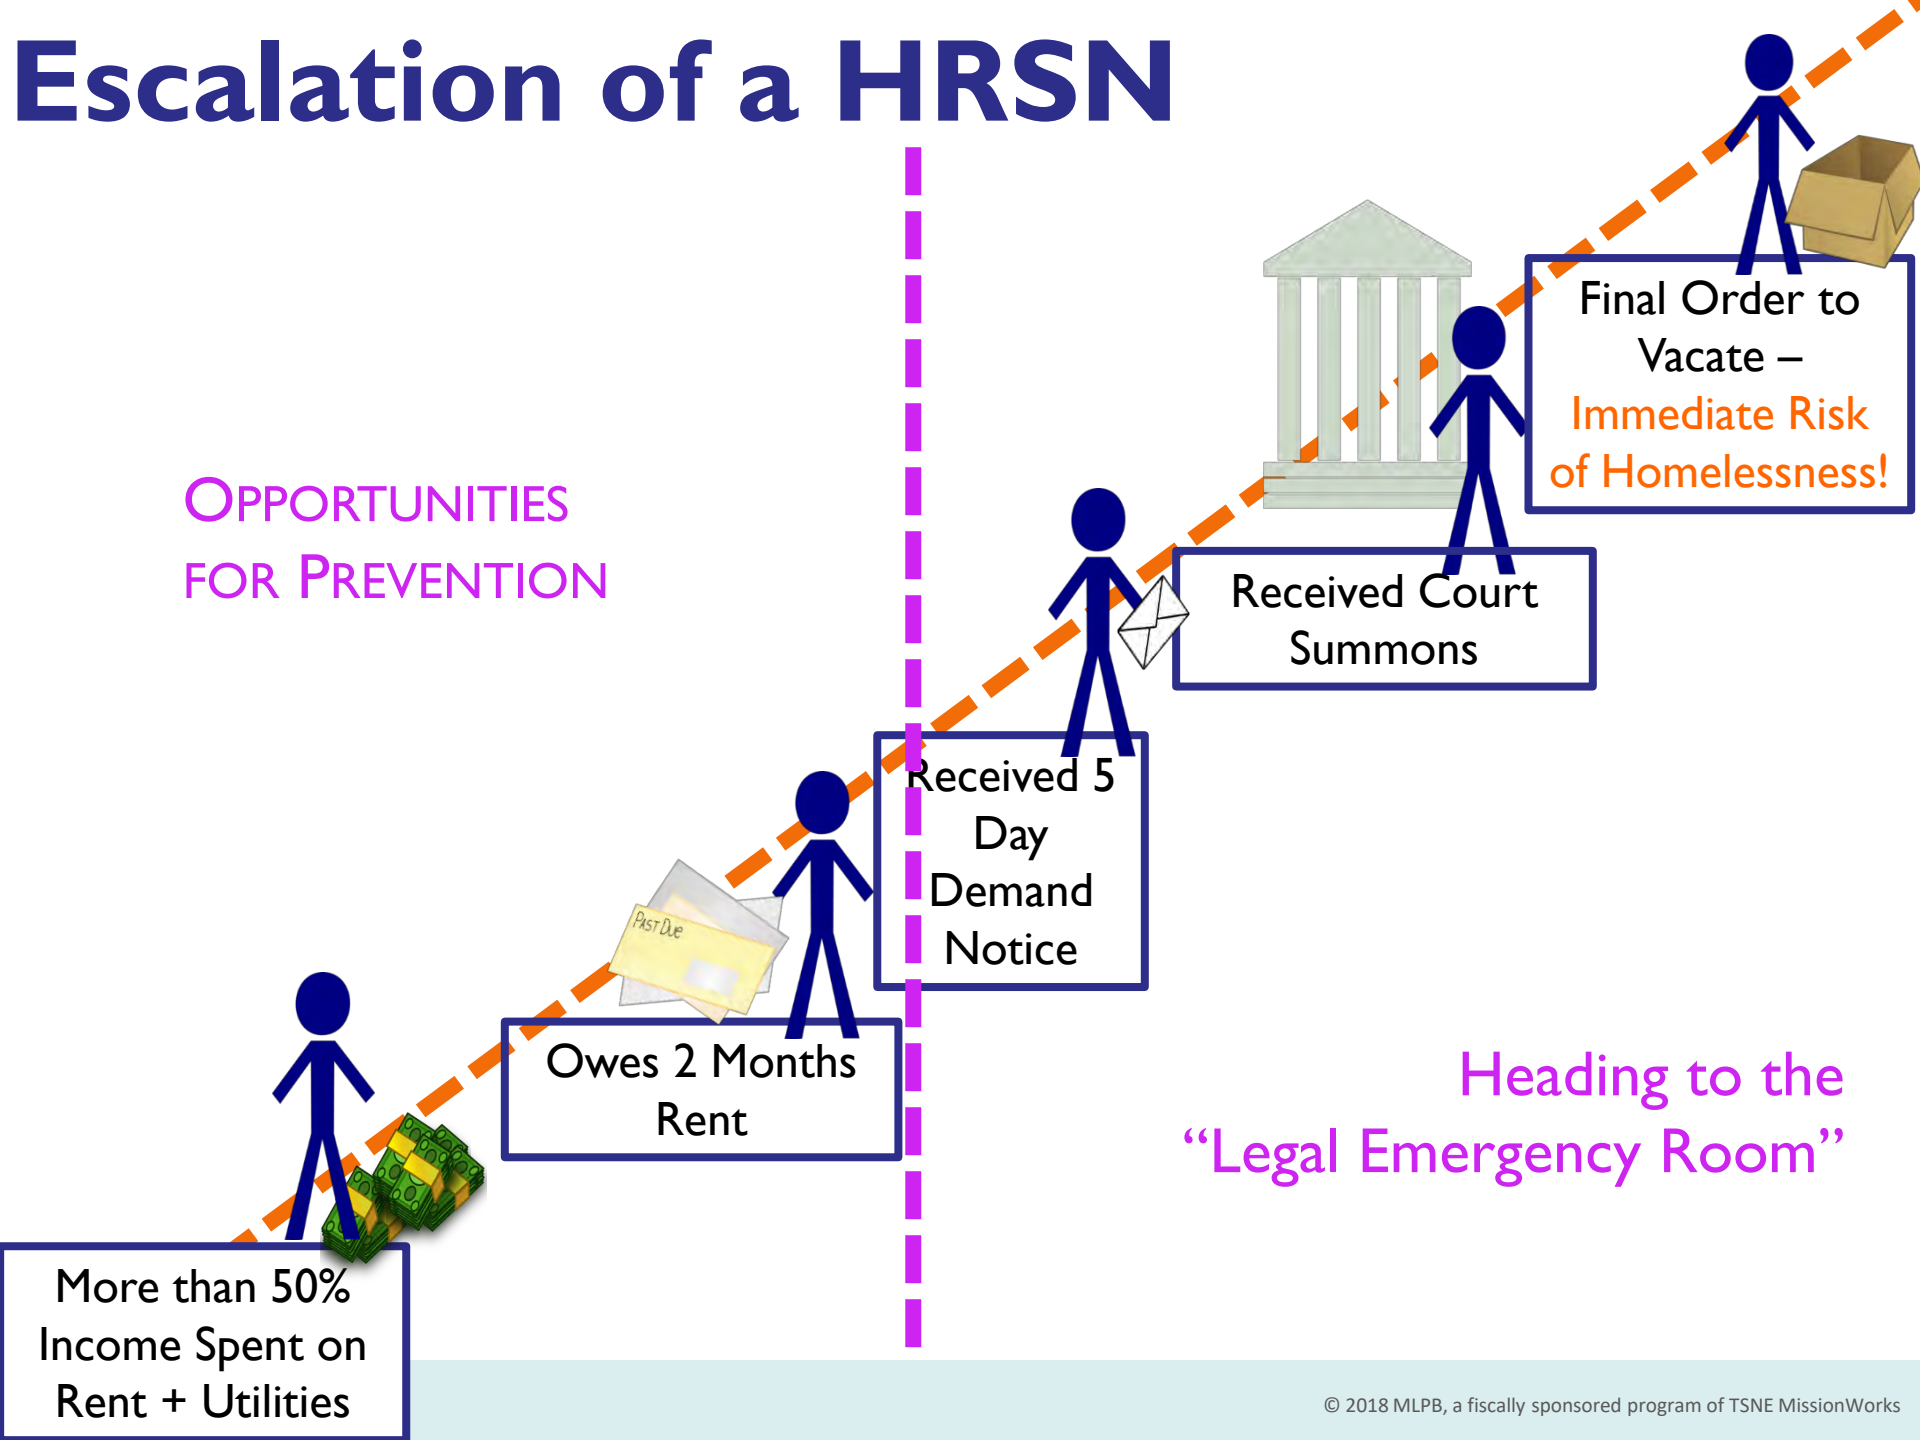 Escalation of a HRSN
OPPORTUNITIES
FOR PREVENTION
Final Order to
Vacate –
Immediate Risk
of Homelessness!
Received Court
Summons
Received 5
Day
Demand
Notice
PAST DUE
Owes 2 Months
Rent
Heading to the
“Legal Emergency Room”
More than 50%
Income Spent on
Rent + Utilities
© 2018 MLPB, a fiscally sponsored program of TSNE MissionWorks